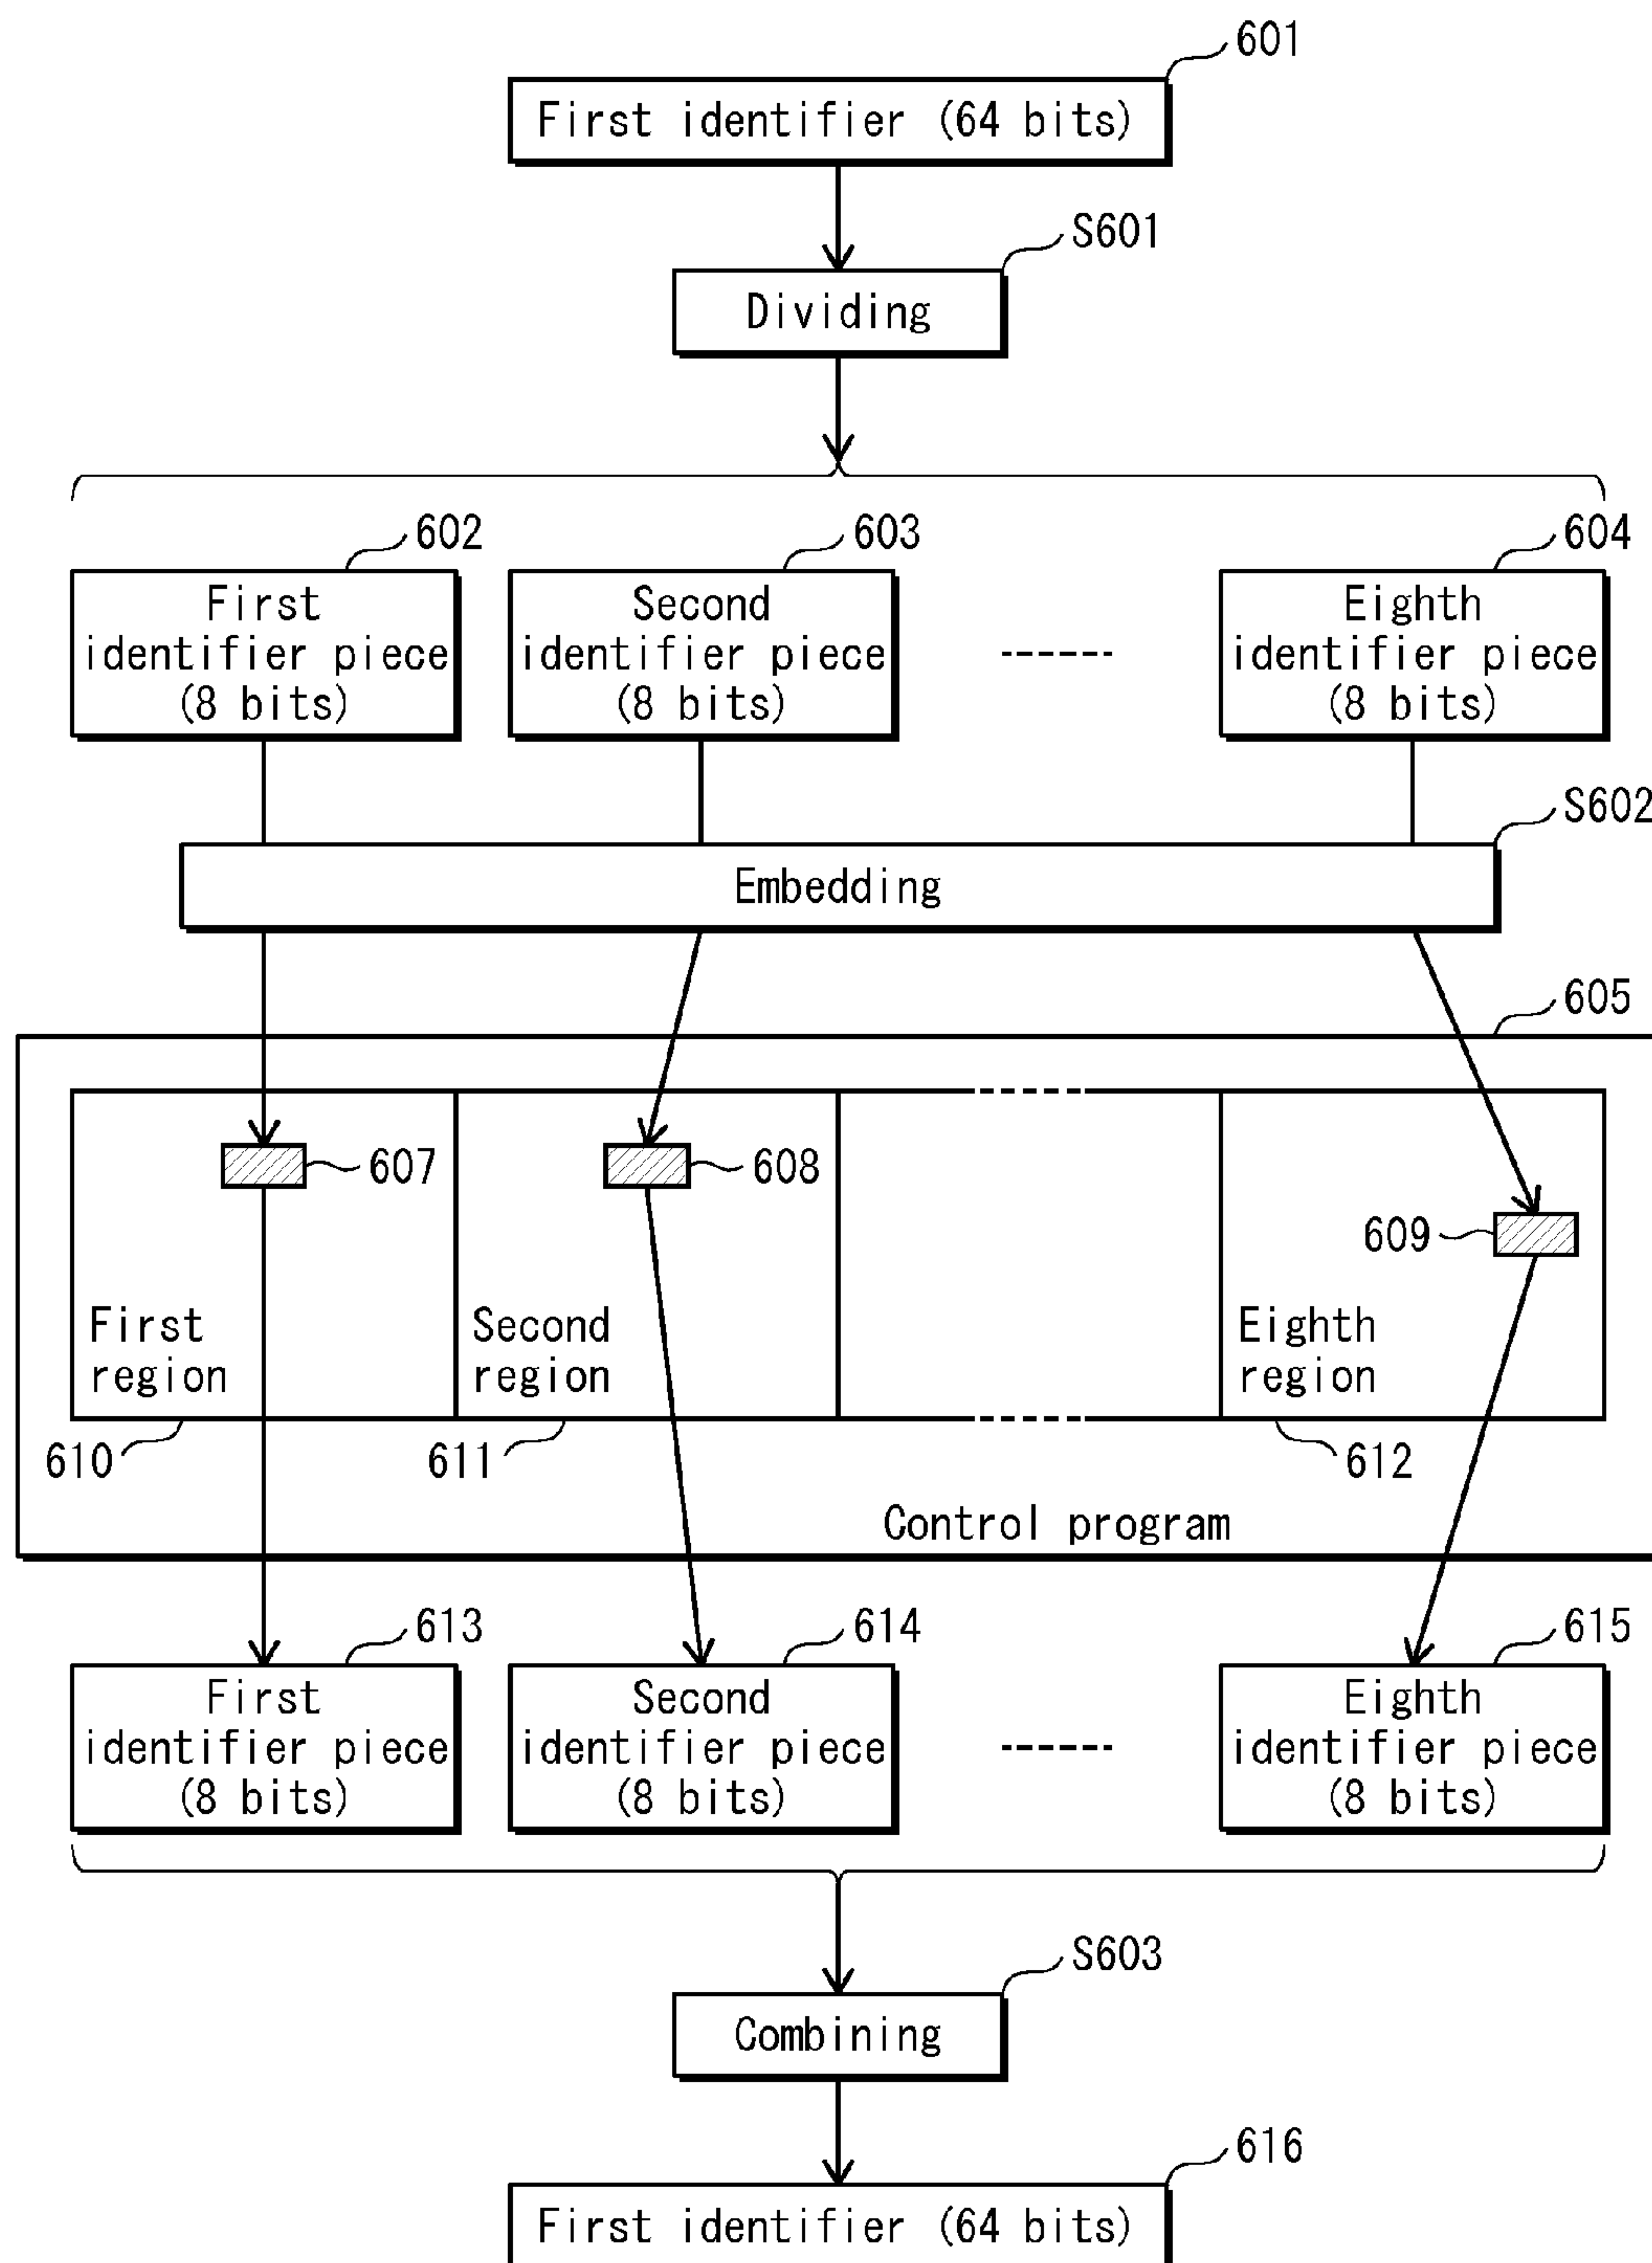 601
First identifier (64 bits)
S601
Dividing
602
603
604
First
identifier piece
(8 bits)
Second
identifier piece
(8 bits)
------
Eighth
identifier piece
(8 bits)
S602
Embedding
605
607
608
609
First
region
Second
region
Eighth
region
610
611
612
Control program
613
614
615
First
identifier piece
(8 bits)
Second
identifier piece
(8 bits)
------
Eighth
identifier piece
(8 bits)
S603
Combining
616
First identifier (64 bits)